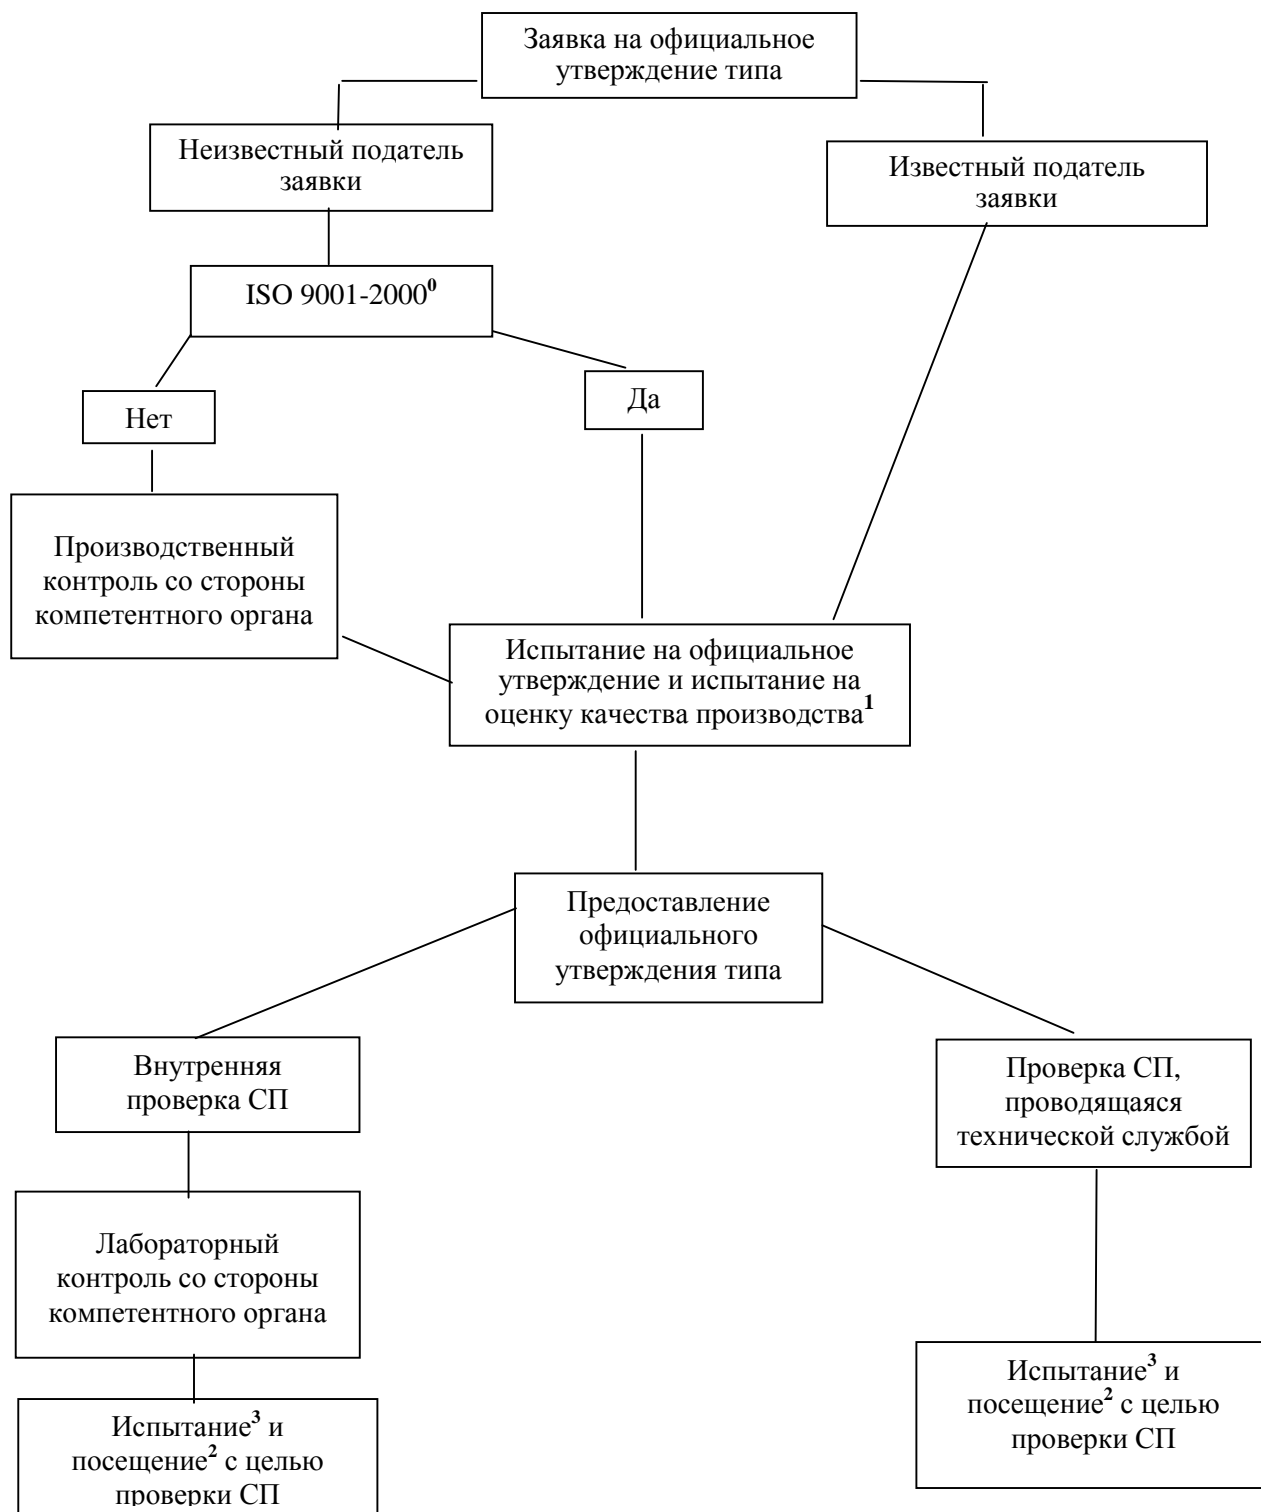 Заявка на официальное
утверждение типа
Неизвестный податель
заявки
Известный податель
заявки
ISO 9001-2000⁰
Нет
Да
Производственный
контроль со стороны
компетентного органа
Испытание на официальное
утверждение и испытание на
оценку качества производства¹
Предоставление
официального
утверждения типа
Внутренняя
проверка СП
Проверка СП,
проводящаяся
технической службой
Лабораторный
контроль со стороны
компетентного органа
Испытание³ и
посещение² с целью
проверки СП
Испытание³ и
посещение² с целью
проверки СП